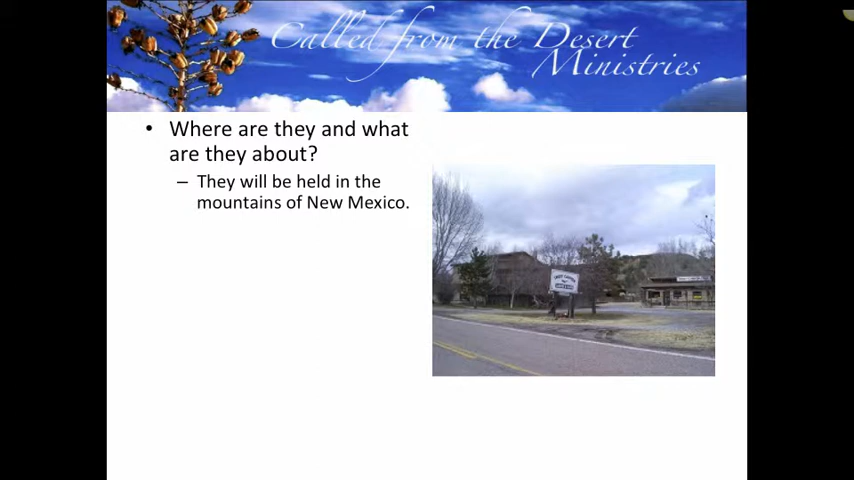 Called from the Desert
Ministries
• Where are they and what
are they about?
– They will be held in the
mountains of New Mexico.